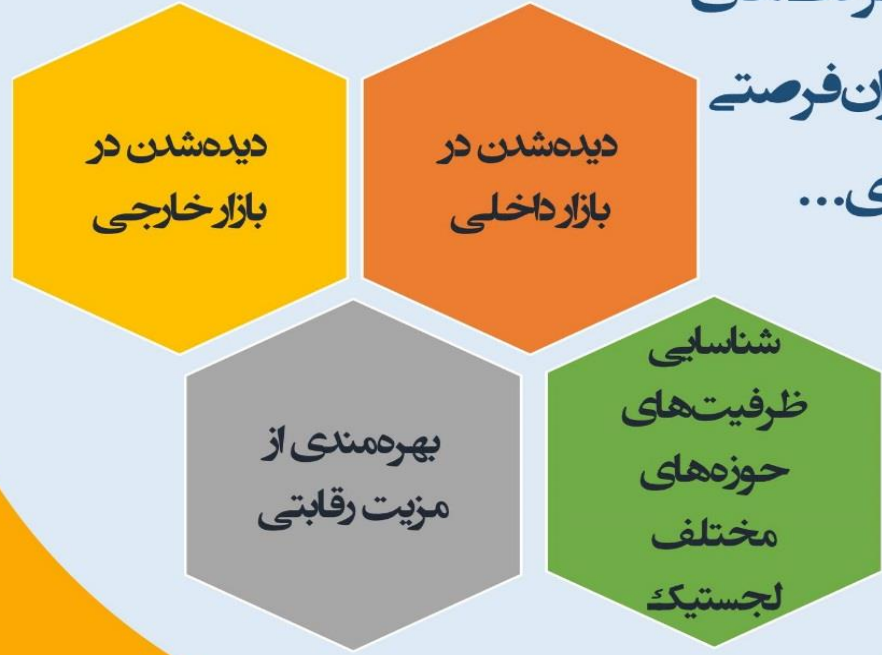 فرصتی
دیده‌شدن در
بازار داخلی
دیده‌شدن در
بازار خارجی
شناسایی
ظرفیت‌های
حوزه‌های
مختلف
لجستیک
بهره‌مندی از
مزیت رقابتی